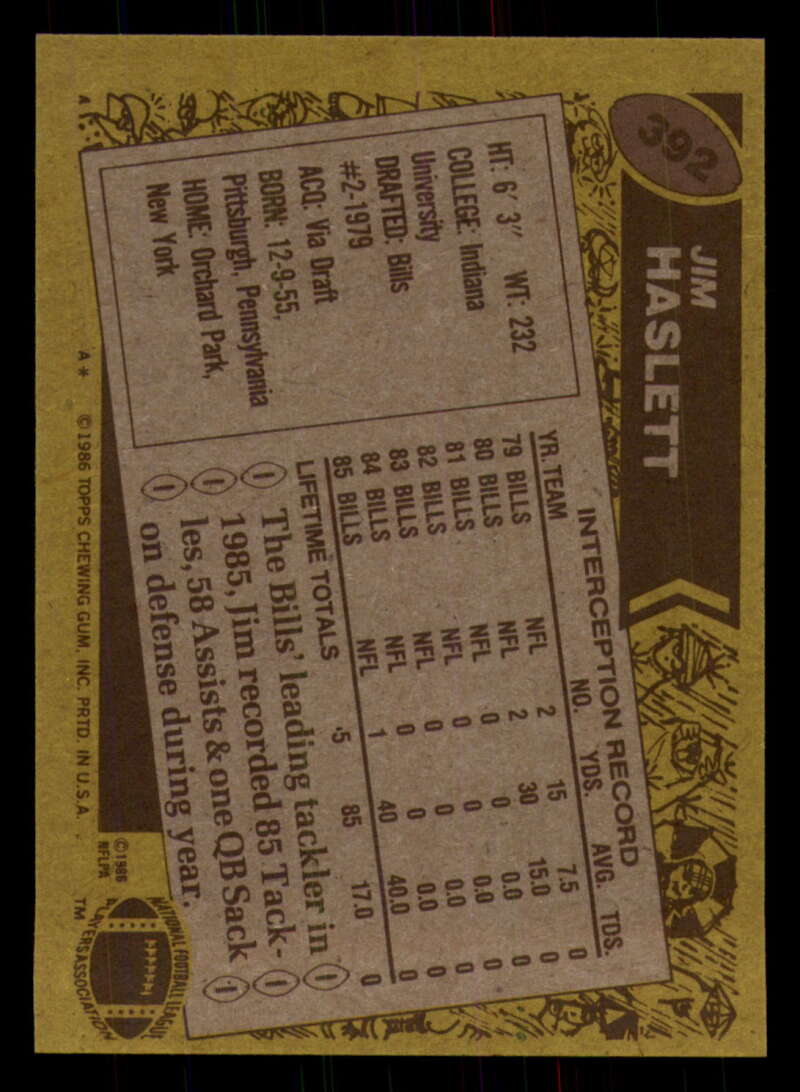 392
JIM
HASLETT
HT: 6' 3" WT: 232
COLLEGE: Indiana
University
DRAFTED: Bills
#2-1979
ACQ: Via Draft
BORN: 12-9-55,
Pittsburgh, Pennsylvania
HOME: Orchard Park,
New York
INTERCEPTION RECORD
YR. TEAM NO. YDS. AVG. TDS.
79 BILLS NFL 2 15 7.5 0
80 BILLS NFL 2 30 15.0 0
81 BILLS NFL 0 0 0.0 0
82 BILLS NFL 0 0 0.0 0
83 BILLS NFL 0 0 0.0 0
84 BILLS NFL 0 0 0.0 0
85 BILLS NFL 1 40 40.0 0
LIFETIME TOTALS 5 85 17.0 0
The Bills' leading tackler in
1985, Jim recorded 85 Tack-
les, 58 Assists & one QB Sack
on defense during year.
©1986
NFLPA
NATIONAL FOOTBALL LEAGUE
PLAYERS ASSOCIATION
TM
A A* ©1986 TOPPS CHEWING GUM, INC. PRTD. IN U.S.A.